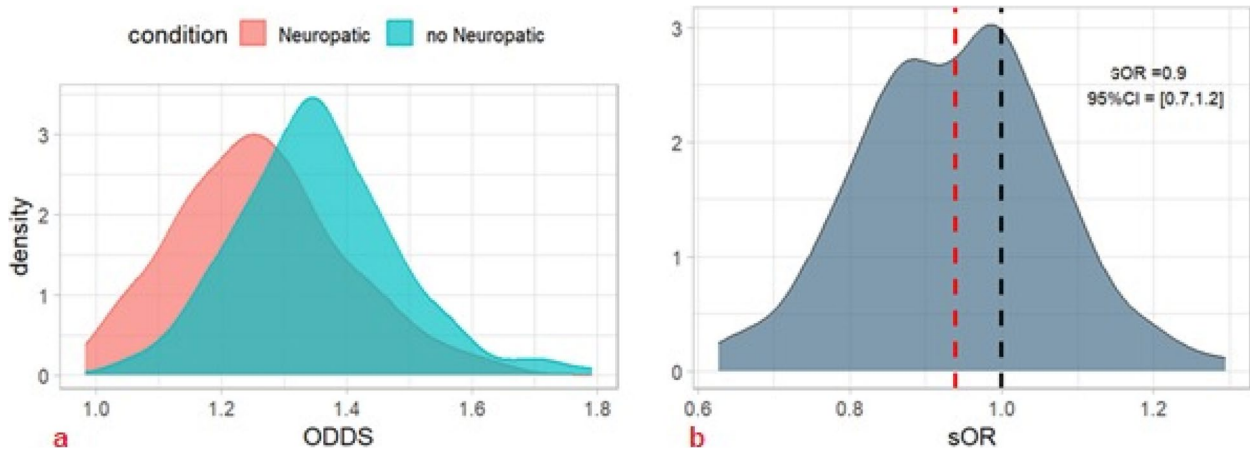 condition Neuropatic no Neuropatic
density
3
2
1
0
1.0 1.2 1.4 1.6 1.8
a ODDS
3
2
1
0
sOR =0.9
95%CI = [0.7,1.2]
0.6 0.8 1.0 1.2
b sOR